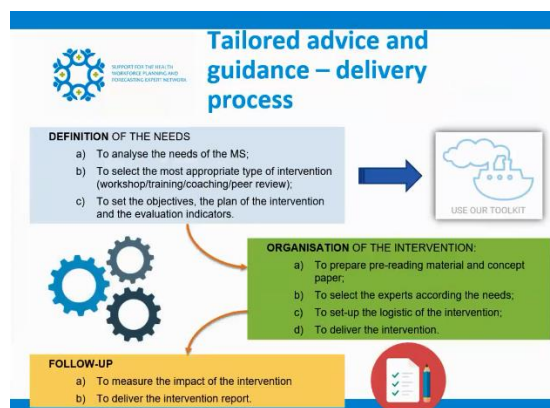 Tailored advice and
guidance – delivery
process
SUPPORT FOR THE HEALTH
WORKFORCE PLANNING AND
FORECASTING EXPERT NETWORK
DEFINITION OF THE NEEDS
a) To analyse the needs of the MS;
b) To select the most appropriate type of intervention
(workshop/training/coaching/peer review);
c) To set the objectives, the plan of the intervention
and the evaluation indicators.
USE OUR TOOLKIT
ORGANISATION OF THE INTERVENTION:
a) To prepare pre-reading material and concept
paper;
b) To select the experts according the needs;
c) To set-up the logistic of the intervention;
d) To deliver the intervention.
FOLLOW-UP
a) To measure the impact of the intervention
b) To deliver the intervention report.